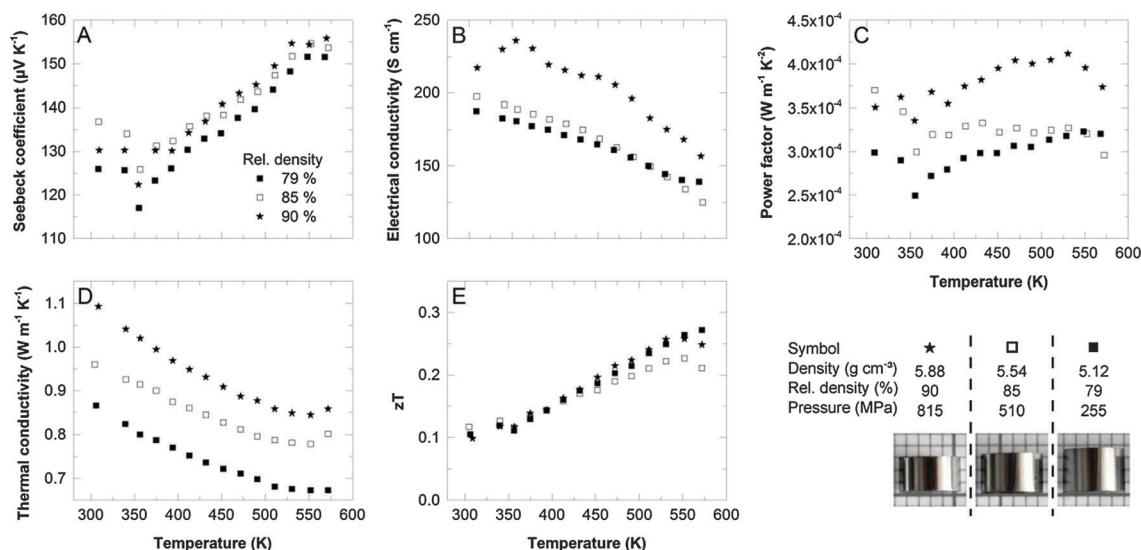 A
Seebeck coefficient (µV K⁻¹)
160
150
140
130
120
110
Rel. density
79 %
85 %
90 %
B
Electrical conductivity (S cm⁻¹)
250
200
150
100
C
Power factor (W m⁻¹ K⁻²)
4.5x10⁻⁴
4.0x10⁻⁴
3.5x10⁻⁴
3.0x10⁻⁴
2.5x10⁻⁴
2.0x10⁻⁴
300 350 400 450 500 550 600
Temperature (K)
D
Thermal conductivity (W m⁻¹ K⁻¹)
1.1
1.0
0.9
0.8
0.7
300 350 400 450 500 550 600
Temperature (K)
E
zT
0.3
0.2
0.1
0.0
300 350 400 450 500 550 600
Temperature (K)
Symbol
Density (g cm⁻³) 5.88 5.54 5.12
Rel. density (%) 90 85 79
Pressure (MPa) 815 510 255